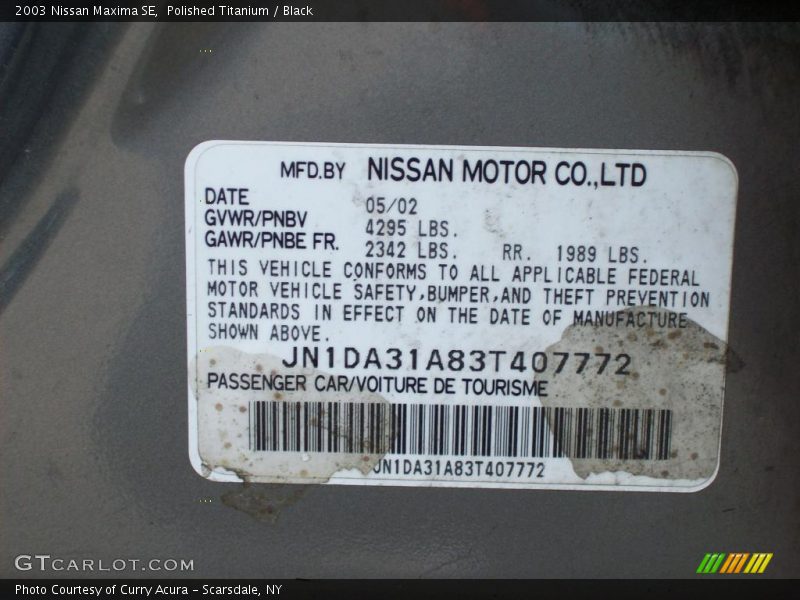 2003 Nissan Maxima SE,  Polished Titanium / Black
MFD.BY NISSAN MOTOR CO.,LTD
DATE 05/02
GVWR/PNBV 4295 LBS.
GAWR/PNBE FR. 2342 LBS. RR. 1989 LBS.
THIS VEHICLE CONFORMS TO ALL APPLICABLE FEDERAL
MOTOR VEHICLE SAFETY,BUMPER,AND THEFT PREVENTION
STANDARDS IN EFFECT ON THE DATE OF MANUFACTURE
SHOWN ABOVE.
JN1DA31A83T407772
PASSENGER CAR/VOITURE DE TOURISME
JN1DA31A83T407772
GTCARLOT.COM
Photo Courtesy of Curry Acura – Scarsdale, NY